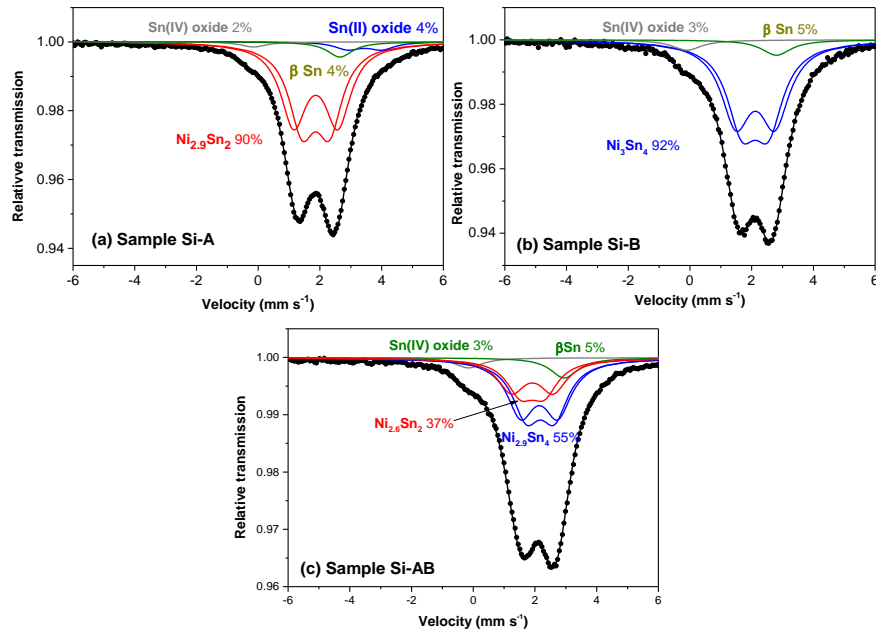 Sn(IV) oxide 2% Sn(II) oxide 4%
β Sn 4%
Ni2.9Sn2 90%
(a) Sample Si-A
1.00
0.98
0.96
0.94
Relative transmission
-6 -4 -2 0 2 4 6
Velocity (mm s-1)
Sn(IV) oxide 3% β Sn 5%
Ni3Sn4 92%
(b) Sample Si-B
1.00
0.98
0.96
0.94
Relative transmission
-6 -4 -2 0 2 4 6
Velocity (mm s-1)
Sn(IV) oxide 3% βSn 5%
Ni2.6Sn2 37%
Ni2.9Sn4 55%
(c) Sample Si-AB
1.00
0.99
0.98
0.97
0.96
Relative transmission
-6 -4 -2 0 2 4 6
Velocity (mm s-1)